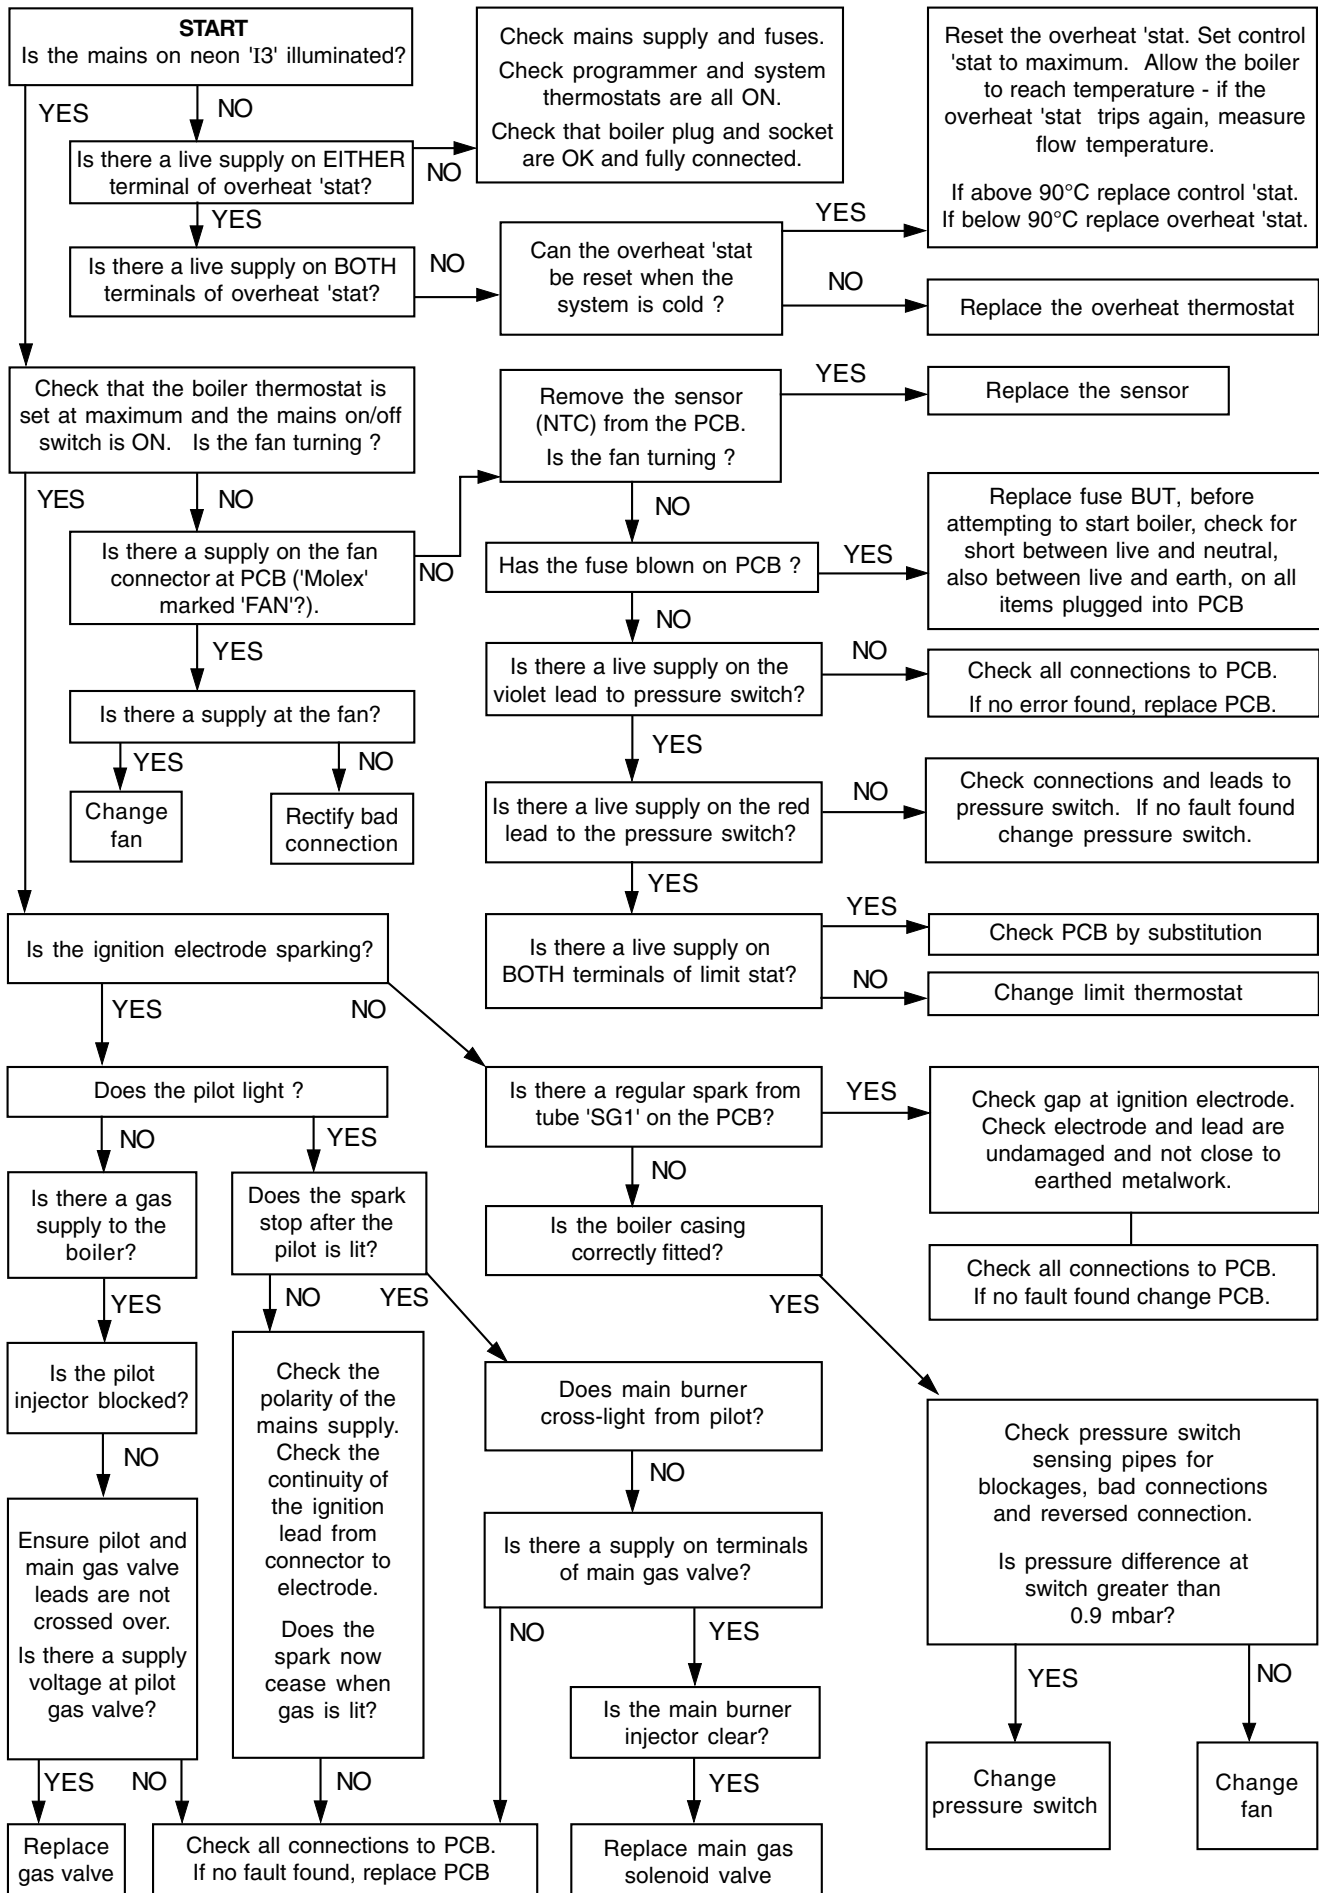 START
Is the mains on neon 'I3' illuminated?
YES
NO
Is there a live supply on EITHER
terminal of overheat 'stat?
NO
Check mains supply and fuses.
Check programmer and system
thermostats are all ON.
Check that boiler plug and socket
are OK and fully connected.
YES
Is there a live supply on BOTH
terminals of overheat 'stat?
NO
Can the overheat 'stat
be reset when the
system is cold ?
YES
Reset the overheat 'stat. Set control
'stat to maximum. Allow the boiler
to reach temperature - if the
overheat 'stat trips again, measure
flow temperature.
If above 90°C replace control 'stat.
If below 90°C replace overheat 'stat.
NO
Replace the overheat thermostat
Check that the boiler thermostat is
set at maximum and the mains on/off
switch is ON. Is the fan turning ?
YES
NO
Is there a supply on the fan
connector at PCB ('Molex'
marked 'FAN'?).
NO
YES
Is there a supply at the fan?
YES
NO
Change
fan
Rectify bad
connection
Remove the sensor
(NTC) from the PCB.
Is the fan turning ?
YES
Replace the sensor
NO
Has the fuse blown on PCB ?
YES
Replace fuse BUT, before
attempting to start boiler, check for
short between live and neutral,
also between live and earth, on all
items plugged into PCB
NO
Is there a live supply on the
violet lead to pressure switch?
NO
Check all connections to PCB.
If no error found, replace PCB.
YES
Is there a live supply on the red
lead to the pressure switch?
NO
Check connections and leads to
pressure switch. If no fault found
change pressure switch.
YES
Is there a live supply on
BOTH terminals of limit stat?
YES
Check PCB by substitution
NO
Change limit thermostat
Is the ignition electrode sparking?
YES
NO
Does the pilot light ?
NO
YES
Is there a gas
supply to the
boiler?
YES
Is the pilot
injector blocked?
NO
Ensure pilot and
main gas valve
leads are not
crossed over.
Is there a supply
voltage at pilot
gas valve?
YES
NO
Replace
gas valve
Does the spark
stop after the
pilot is lit?
NO
YES
Check the
polarity of the
mains supply.
Check the
continuity of
the ignition
lead from
connector to
electrode.
Does the
spark now
cease when
gas is lit?
NO
Check all connections to PCB.
If no fault found, replace PCB
Is there a regular spark from
tube 'SG1' on the PCB?
YES
Check gap at ignition electrode.
Check electrode and lead are
undamaged and not close to
earthed metalwork.
Check all connections to PCB.
If no fault found change PCB.
NO
Is the boiler casing
correctly fitted?
YES
Does main burner
cross-light from pilot?
NO
Is there a supply on terminals
of main gas valve?
NO
YES
Is the main burner
injector clear?
YES
Replace main gas
solenoid valve
Check pressure switch
sensing pipes for
blockages, bad connections
and reversed connection.
Is pressure difference at
switch greater than
0.9 mbar?
YES
NO
Change
pressure switch
Change
fan